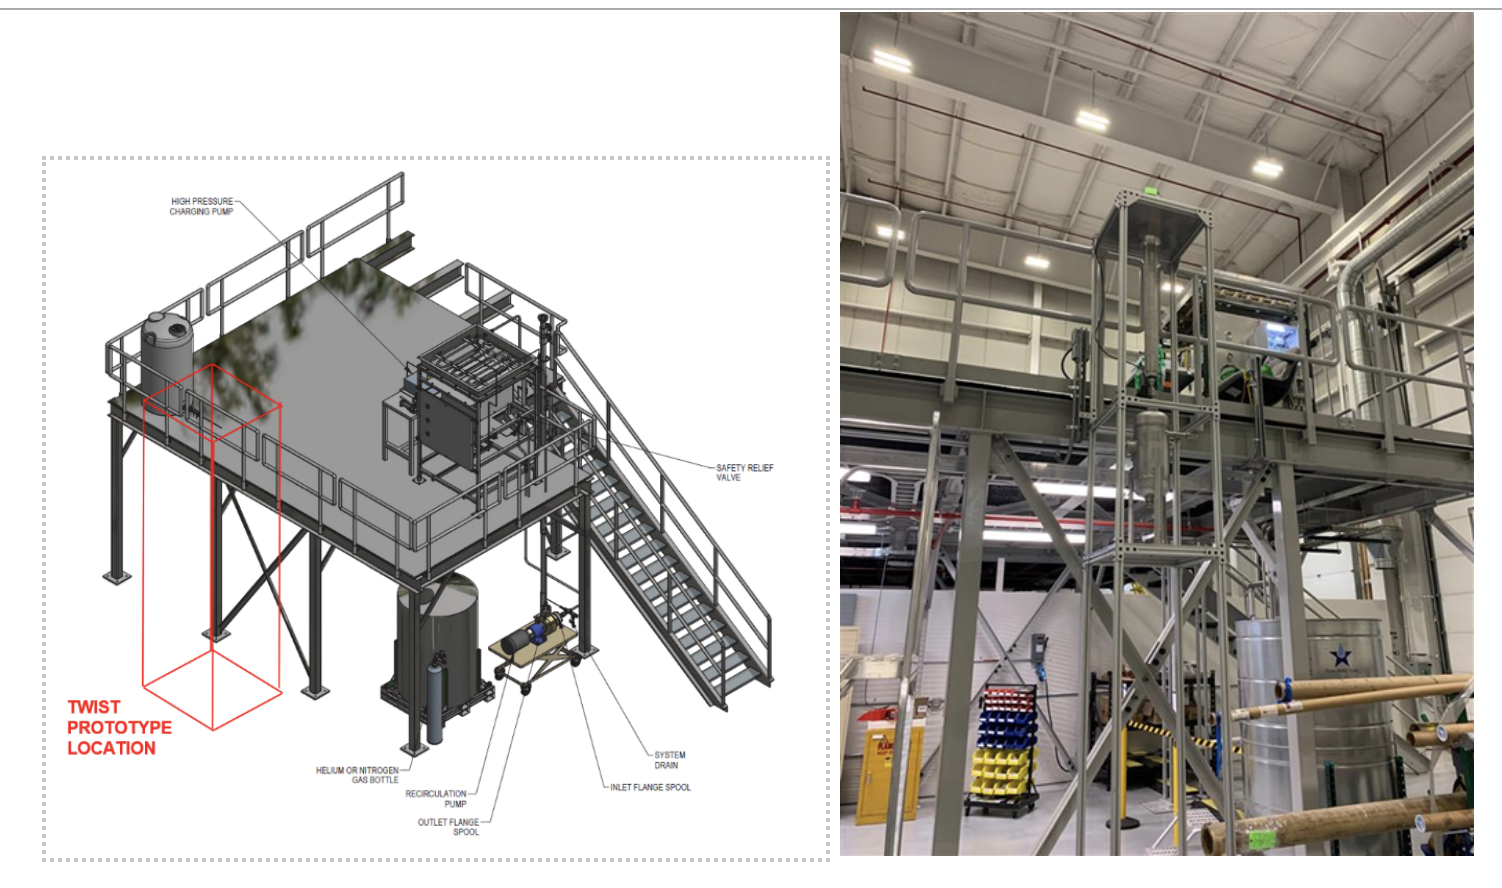 HIGH PRESSURE
CHARGING PUMP
SAFETY RELIEF
VALVE
TWIST
PROTOTYPE
LOCATION
HELIUM OR NITROGEN
GAS BOTTLE
RECIRCULATION
PUMP
OUTLET FLANGE
SPOOL
INLET FLANGE SPOOL
SYSTEM
DRAIN